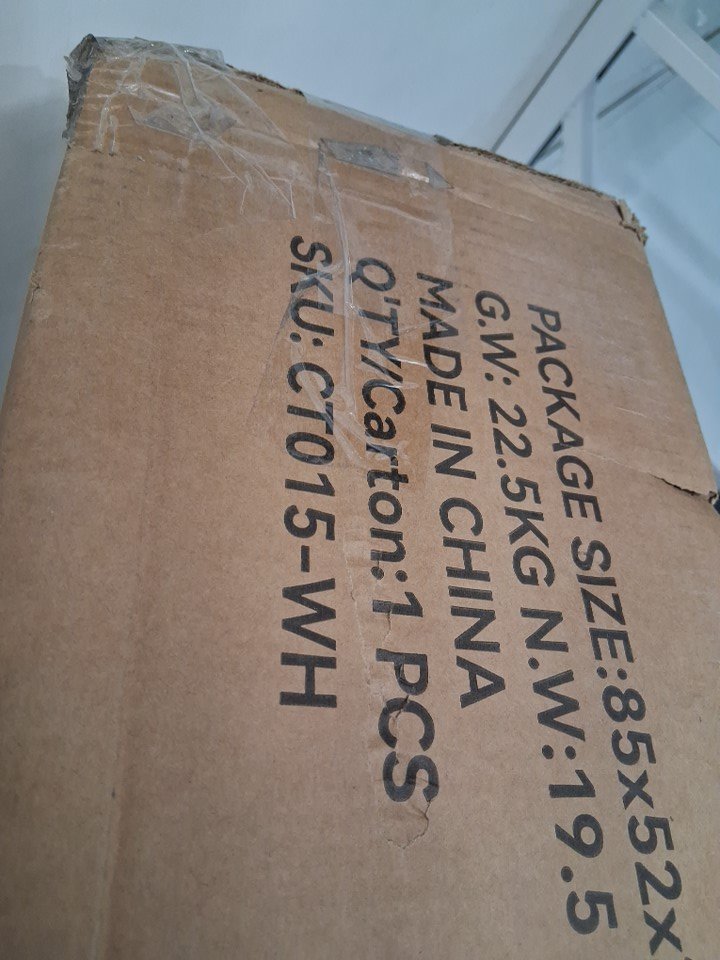 PACKAGE SIZE:85x52x
G.W: 22.5KG N.W:19.5
MADE IN CHINA
Q'TY/Carton:1 PCS
SKU: CT015-WH